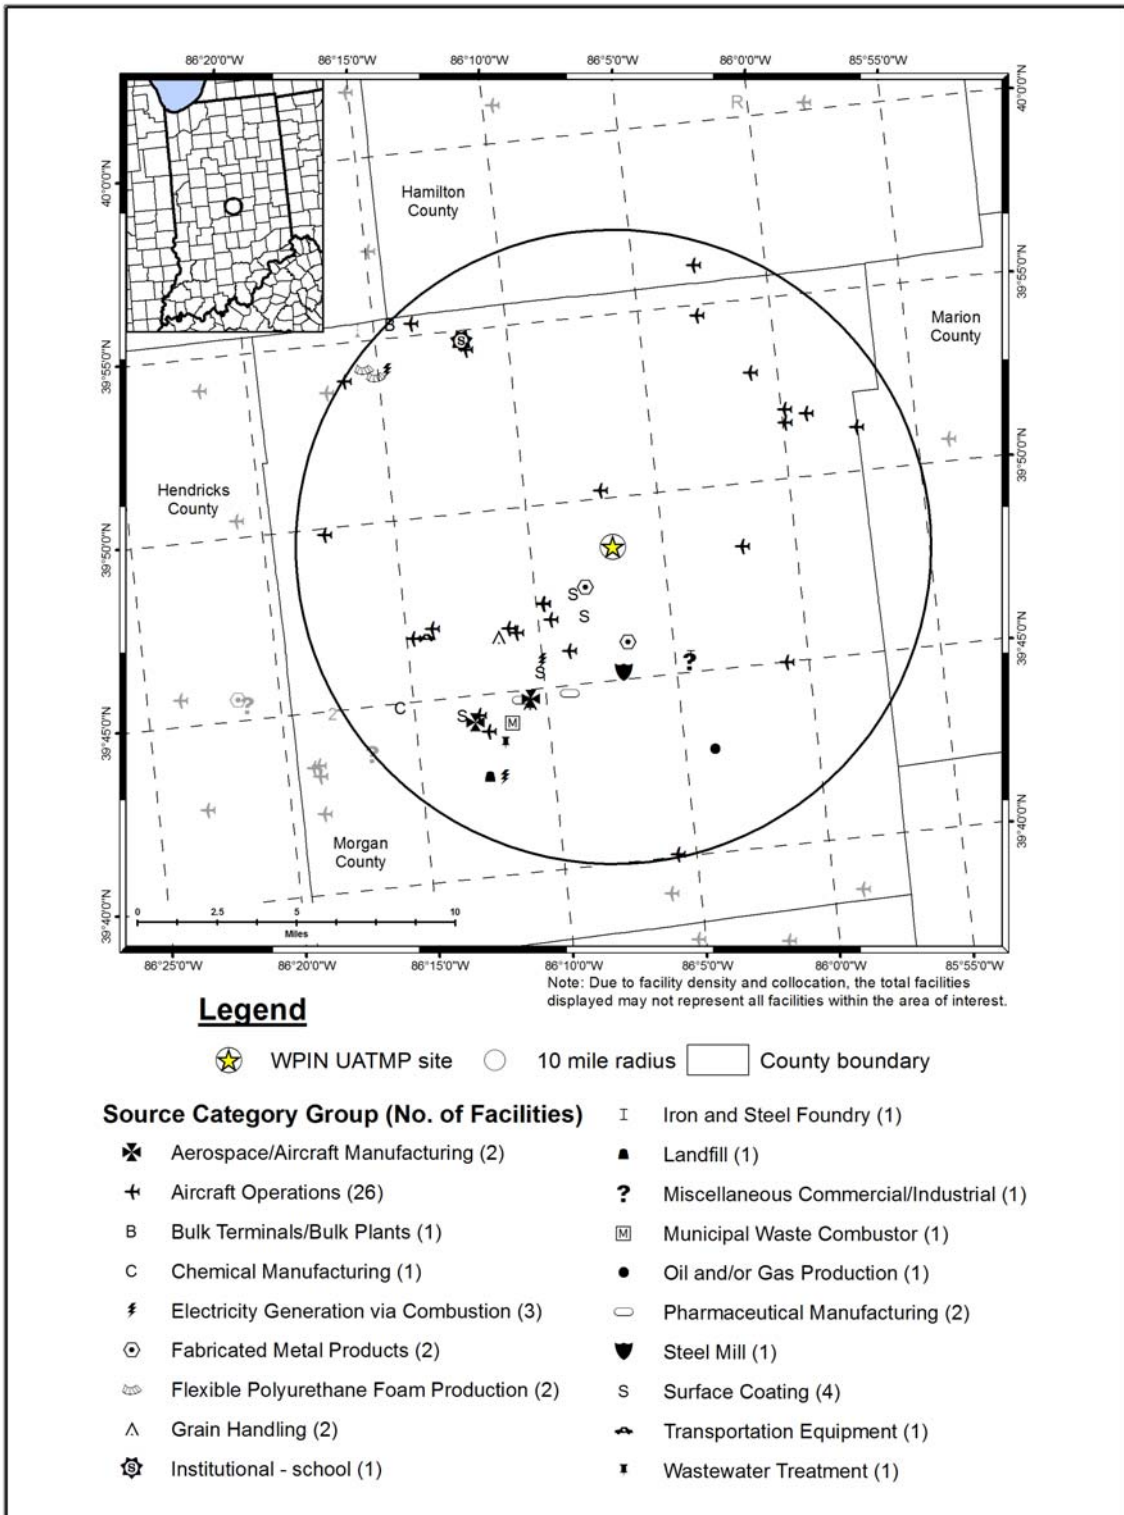 86°20'0"W
86°15'0"W
86°10'0"W
86°5'0"W
86°0'0"W
85°55'0"W
40°0'0"N
39°55'0"N
39°50'0"N
39°45'0"N
39°40'0"N
40°0'0"N
39°55'0"N
39°50'0"N
39°45'0"N
39°40'0"N
R
Hamilton
County
Marion
County
B
S
Hendricks
County
S
S
S
C
S
M
2
?
?
?
Morgan
County
0
2.5
5
10
Miles
86°25'0"W
86°20'0"W
86°15'0"W
86°10'0"W
86°5'0"W
86°0'0"W
85°55'0"W
Note: Due to facility density and collocation, the total facilities
displayed may not represent all facilities within the area of interest.
Legend
WPIN UATMP site
10 mile radius
County boundary
Source Category Group (No. of Facilities)
Aerospace/Aircraft Manufacturing (2)
Aircraft Operations (26)
B Bulk Terminals/Bulk Plants (1)
C Chemical Manufacturing (1)
Electricity Generation via Combustion (3)
Fabricated Metal Products (2)
Flexible Polyurethane Foam Production (2)
Grain Handling (2)
S Institutional - school (1)
I Iron and Steel Foundry (1)
Landfill (1)
? Miscellaneous Commercial/Industrial (1)
M Municipal Waste Combustor (1)
Oil and/or Gas Production (1)
Pharmaceutical Manufacturing (2)
Steel Mill (1)
S Surface Coating (4)
Transportation Equipment (1)
Wastewater Treatment (1)